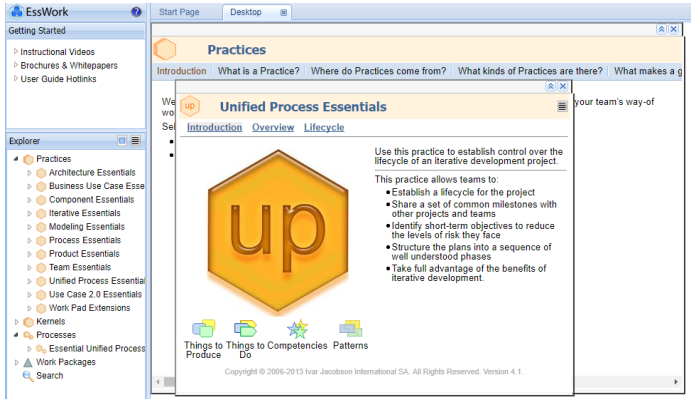 EssWork
Getting Started
Instructional Videos
Brochures & Whitepapers
User Guide Hotlinks
Explorer
Practices
Architecture Essentials
Business Use Case Esse
Component Essentials
Iterative Essentials
Modeling Essentials
Process Essentials
Product Essentials
Team Essentials
Unified Process Essential
Use Case 2.0 Essentials
Work Pad Extensions
Kernels
Processes
Essential Unified Process
Work Packages
Search
Start Page Desktop
Practices
Introduction What is a Practice? Where do Practices come from? What kinds of Practices are there? What makes a g
We
your team's way-of
wo
Sel
up
Unified Process Essentials
Introduction Overview Lifecycle
up
Use this practice to establish control over the
lifecycle of an iterative development project.
This practice allows teams to:
Establish a lifecycle for the project
Share a set of common milestones with
other projects and teams
Identify short-term objectives to reduce
the levels of risk they face
Structure the plans into a sequence of
well understood phases
Take full advantage of the benefits of
iterative development.
Things to Things to Competencies Patterns
Produce Do
Copyright © 2006-2013 Ivar Jacobson International SA. All Rights Reserved. Version 4.1.